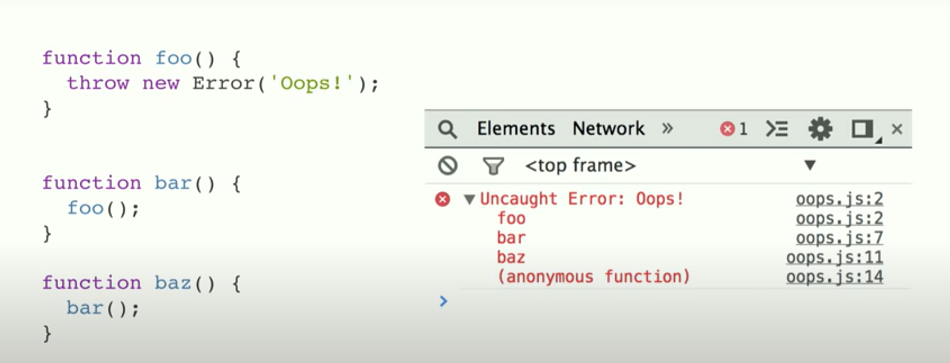 function foo() {
  throw new Error('Oops!');
}
function bar() {
  foo();
}
function baz() {
  bar();
}
Elements Network » 1
<top frame> ▼
▼Uncaught Error: Oops! oops.js:2
foo oops.js:2
bar oops.js:7
baz oops.js:11
(anonymous function) oops.js:14